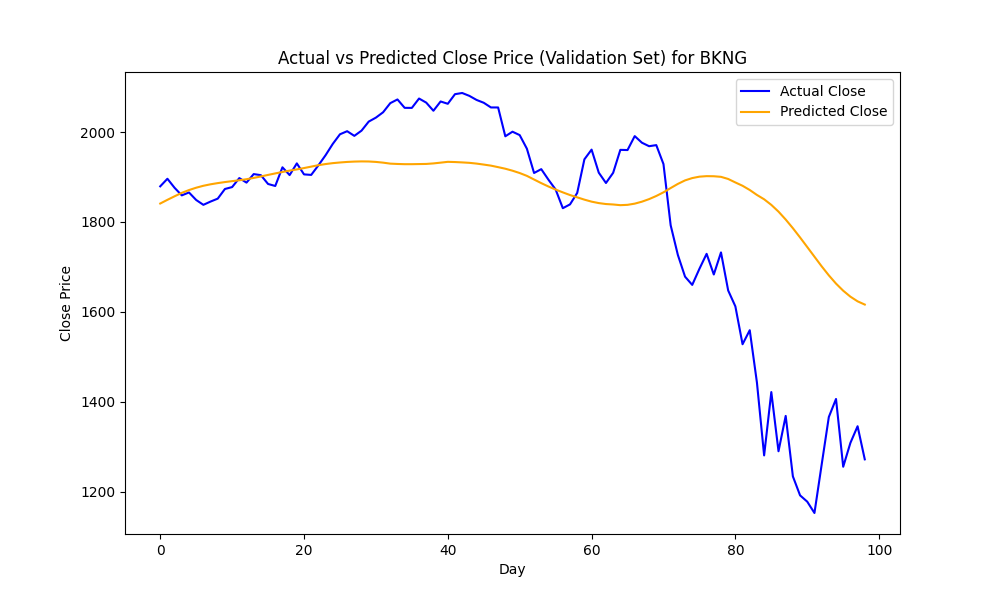 Actual vs Predicted Close Price (Validation Set) for BKNG
Actual Close
Predicted Close
Close Price
2000
1800
1600
1400
1200
0 20 40 60 80 100
Day